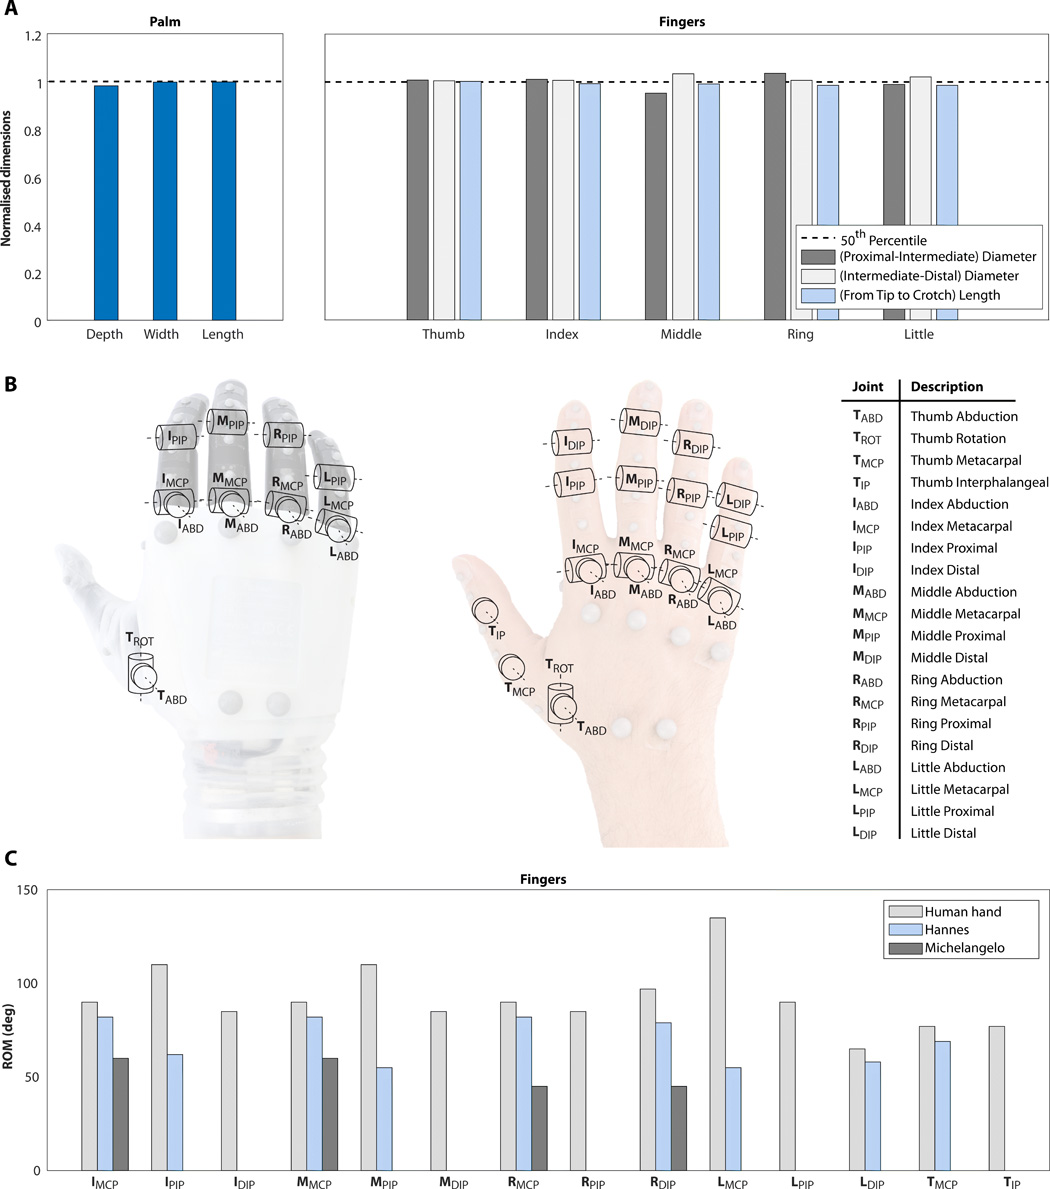 A
Palm
Fingers
Normalised dimensions
1.2
1
0.8
0.6
0.4
0.2
0
Depth Width Length
Thumb Index Middle Ring Little
50th Percentile
(Proximal-Intermediate) Diameter
(Intermediate-Distal) Diameter
(From Tip to Crotch) Length
B
MPIP
IPIP RPIP
LPIP
IMCP MMCP RMCP
LMCP
IABD MABD RABD
LABD
TROT
TABD
MDIP
IDIP RDIP
IPIP MPIP RPIP LDIP
LPIP
IMCP MMCP RMCP
LMCP
IABD MABD RABD
LABD
TIP
TMCP
TROT
TABD
Joint Description
TABD Thumb Abduction
TROT Thumb Rotation
TMCP Thumb Metacarpal
TIP Thumb Interphalangeal
IABD Index Abduction
IMCP Index Metacarpal
IPIP Index Proximal
IDIP Index Distal
MABD Middle Abduction
MMCP Middle Metacarpal
MPIP Middle Proximal
MDIP Middle Distal
RABD Ring Abduction
RMCP Ring Metacarpal
RPIP Ring Proximal
RDIP Ring Distal
LABD Little Abduction
LMCP Little Metacarpal
LPIP Little Proximal
LDIP Little Distal
C
Fingers
ROM (deg)
150
100
50
0
Human hand
Hannes
Michelangelo
IMCP IPIP IDIP MMCP MPIP MDIP RMCP RPIP RDIP LMCP LPIP LDIP TMCP TIP